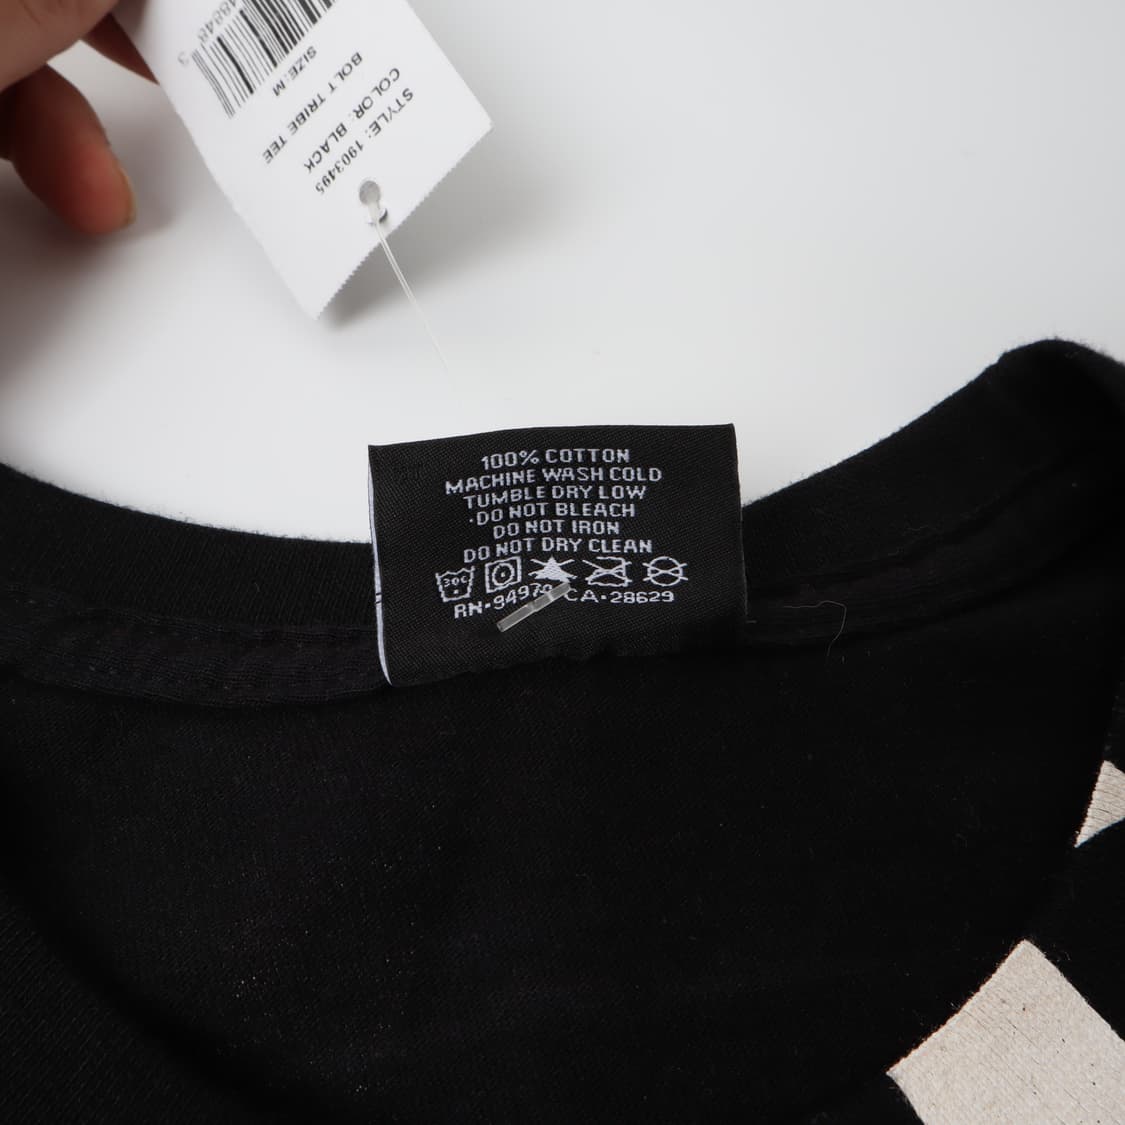 STYLE: 1903495
COLOR: BLACK
BOLT TRIBE TEE
SIZE: M
100% COTTON
MACHINE WASH COLD
TUMBLE DRY LOW
DO NOT BLEACH
DO NOT IRON
DO NOT DRY CLEAN
30C
CA·28629